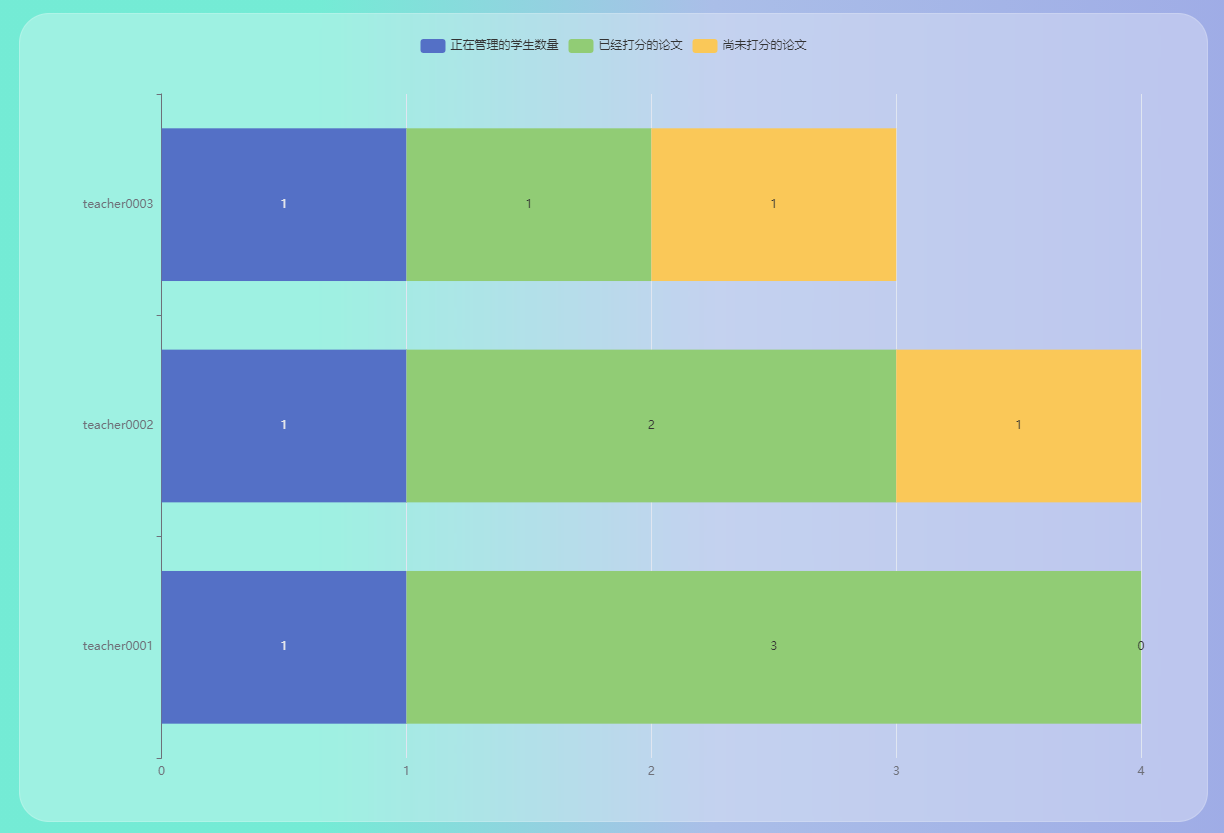 正在管理的学生数量 已经打分的论文 尚未打分的论文
teacher0003 1 1 1
teacher0002 1 2 1
teacher0001 1 3 0
0 1 2 3 4